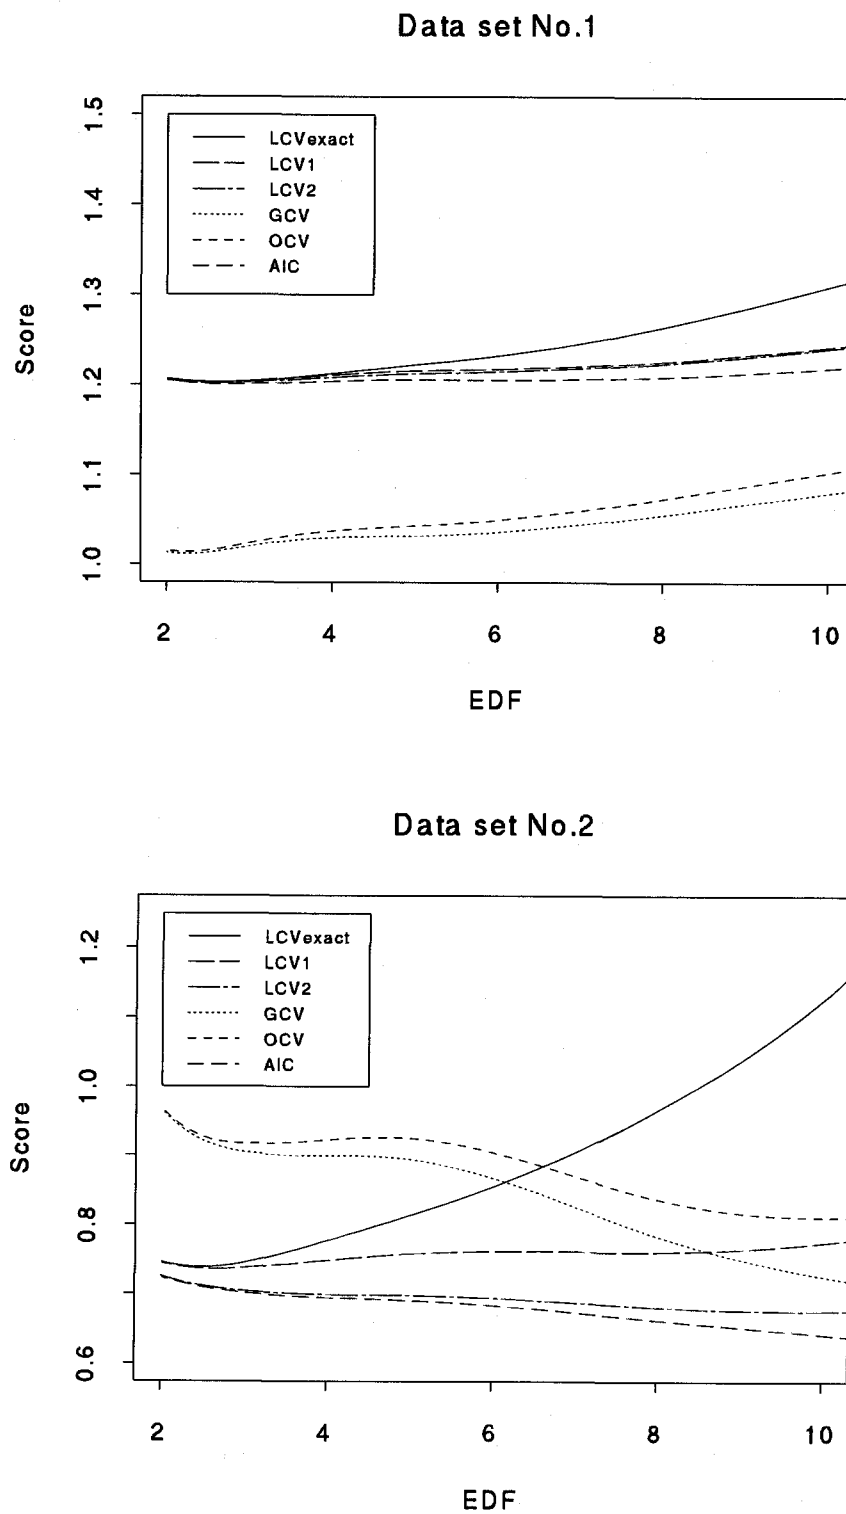 Data set No.1
1.5
1.4
1.3
1.2
1.1
1.0
Score
LCVexact
LCV1
LCV2
GCV
OCV
AIC
2 4 6 8 10
EDF
Data set No.2
1.2
1.0
0.8
0.6
Score
LCVexact
LCV1
LCV2
GCV
OCV
AIC
2 4 6 8 10
EDF